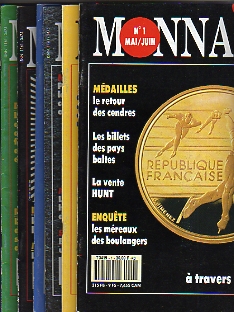 MONNA
N°1
MAI/JUIN
MÉDAILLES
le retour
des cendres
Les billets
des pays
baltes
La vente
HUNT
ENQUÊTE
les méreaux
des boulangers
RÉPUBLIQUE
FRANÇAISE
à travers